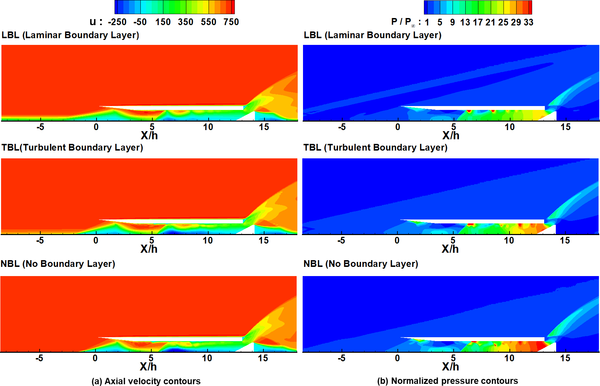 u : -250 -50 150 350 550 750
P / P∞ : 1 5 9 13 17 21 25 29 33
LBL (Laminar Boundary Layer)
LBL (Laminar Boundary Layer)
-5 0 5 10 15
X/h
0 5 10 15
X/h
TBL(Turbulent Boundary Layer)
TBL (Turbulent Boundary Layer)
-5 0 5 10 15
X/h
-5 0 5 10 15
X/h
NBL (No Boundary Layer)
NBL (No Boundary Layer)
-5 0 5 10 15
X/h
-5 0 5 10 15
X/h
(a) Axial velocity contours
(b) Normalized pressure contours